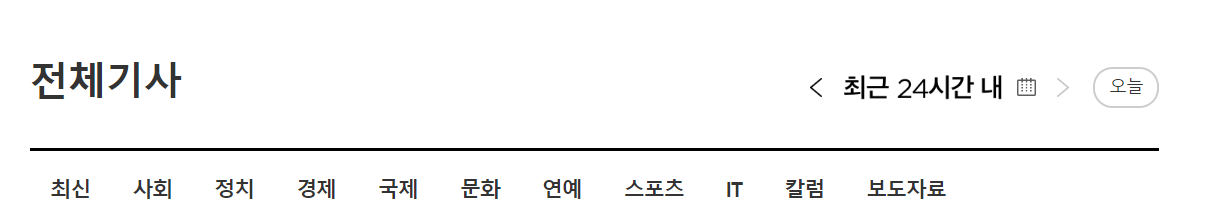 전체기사
최근 24시간 내
오늘
최신 사회 정치 경제 국제 문화 연예 스포츠 IT 칼럼 보도자료